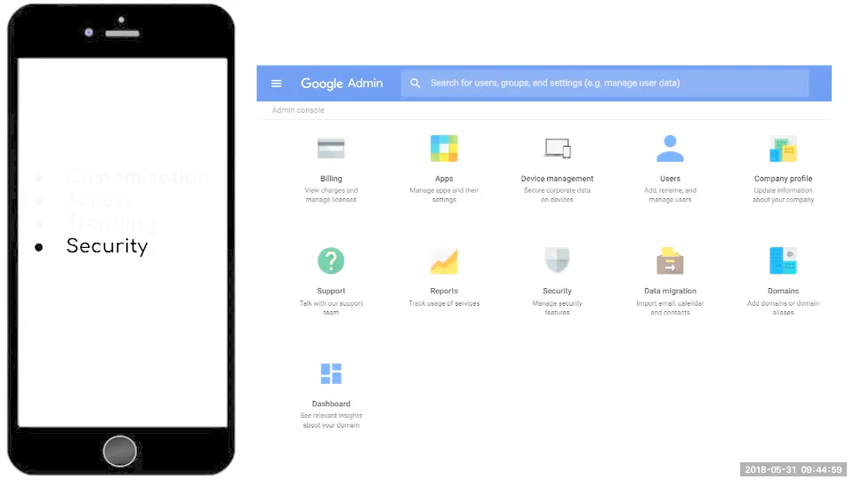 Customization
Access
Training
Security
Google Admin
Search for users, groups, and settings (e.g. manage user data)
Admin console
Billing
View charges and
manage licenses
Apps
Manage apps and their
settings
Device management
Secure corporate data
on devices
Users
Add, rename, and
manage users
Company profile
Update information
about your company
Support
Talk with our support
team
Reports
Track usage of services
Security
Manage security
features
Data migration
Import email, calendar
and contacts
Domains
Add domains or domain
aliases
Dashboard
See relevant insights
about your domain
2018-05-31 09:44:59